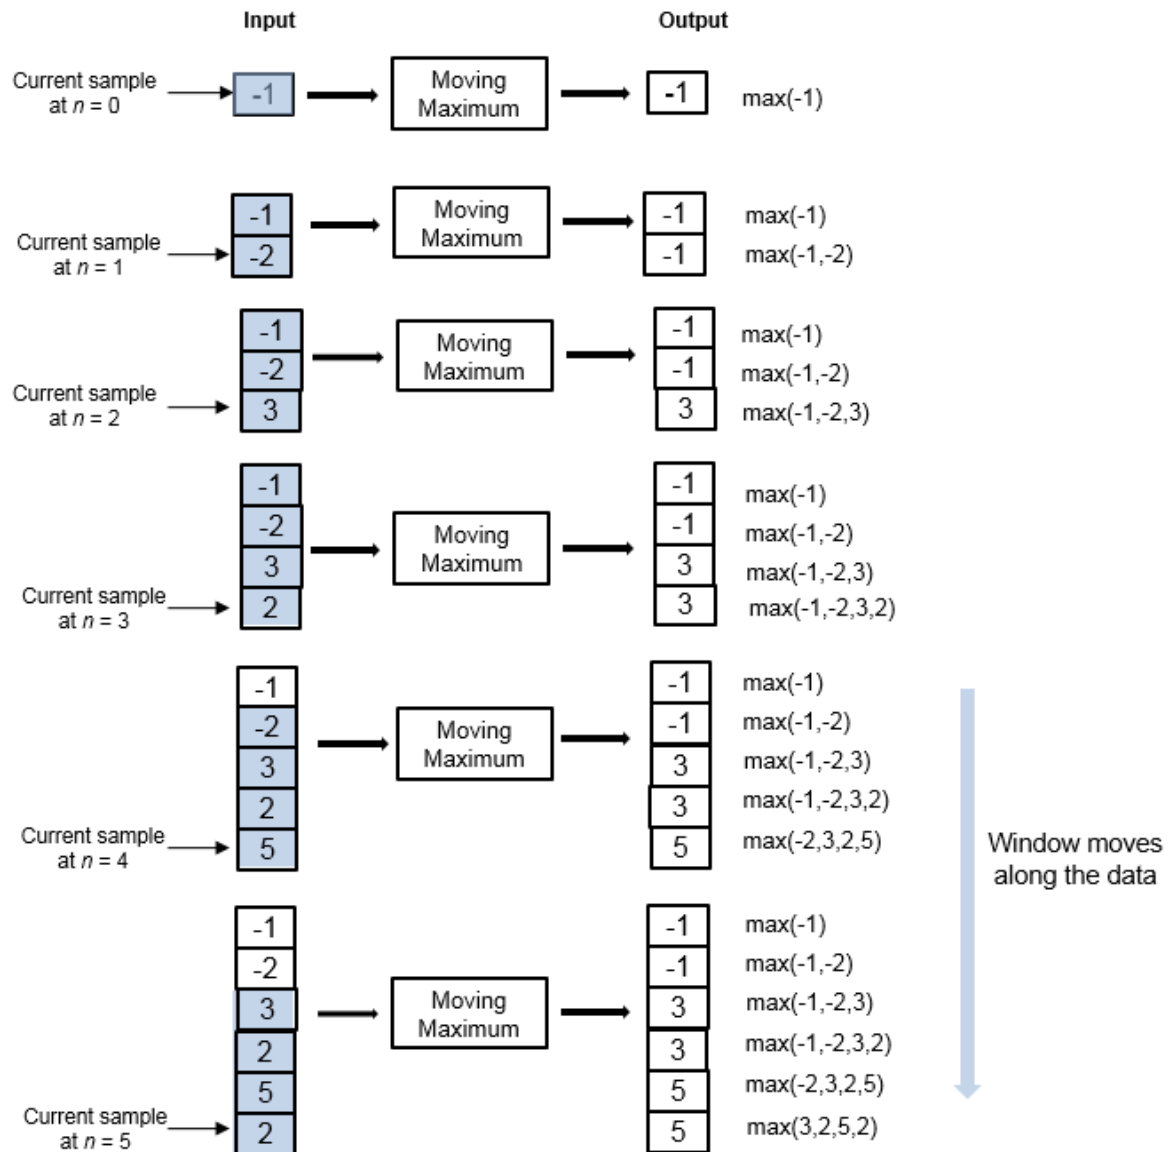 Input
Output
Current sample
at n = 0
-1
Moving
Maximum
-1
max(-1)
Current sample
at n = 1
-1
-2
Moving
Maximum
-1
-1
max(-1)
max(-1,-2)
Current sample
at n = 2
-1
-2
3
Moving
Maximum
-1
-1
3
max(-1)
max(-1,-2)
max(-1,-2,3)
Current sample
at n = 3
-1
-2
3
2
Moving
Maximum
-1
-1
3
3
max(-1)
max(-1,-2)
max(-1,-2,3)
max(-1,-2,3,2)
Current sample
at n = 4
-1
-2
3
2
5
Moving
Maximum
-1
-1
3
3
5
max(-1)
max(-1,-2)
max(-1,-2,3)
max(-1,-2,3,2)
max(-2,3,2,5)
Window moves
along the data
Current sample
at n = 5
-1
-2
3
2
5
2
Moving
Maximum
-1
-1
3
3
5
5
max(-1)
max(-1,-2)
max(-1,-2,3)
max(-1,-2,3,2)
max(-2,3,2,5)
max(3,2,5,2)